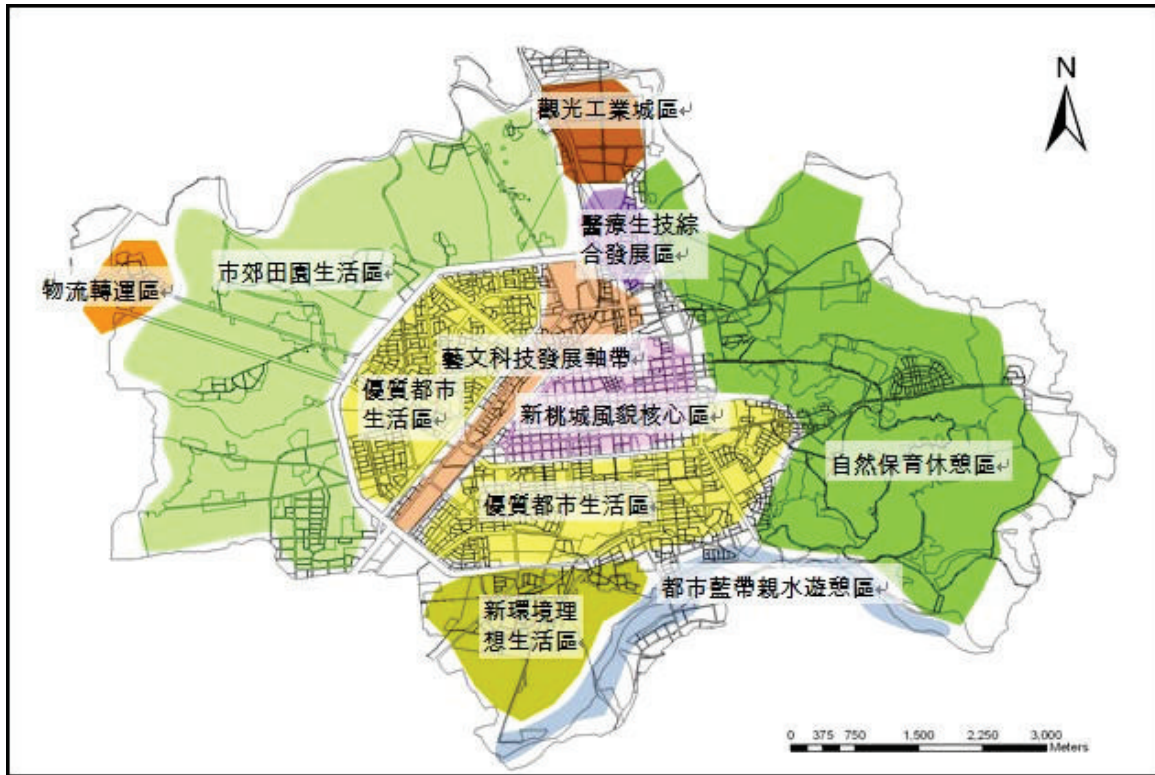 N
觀光工業城區
醫療生技綜
合發展區
市郊田園生活區
物流轉運區
藝文科技發展軸帶
優質都市
生活區
新桃城風貌核心區
自然保育休憩區
優質都市生活區
都市藍帶親水遊憩區
新環境理
想生活區
0 375 750 1,500 2,250 3,000
Meters